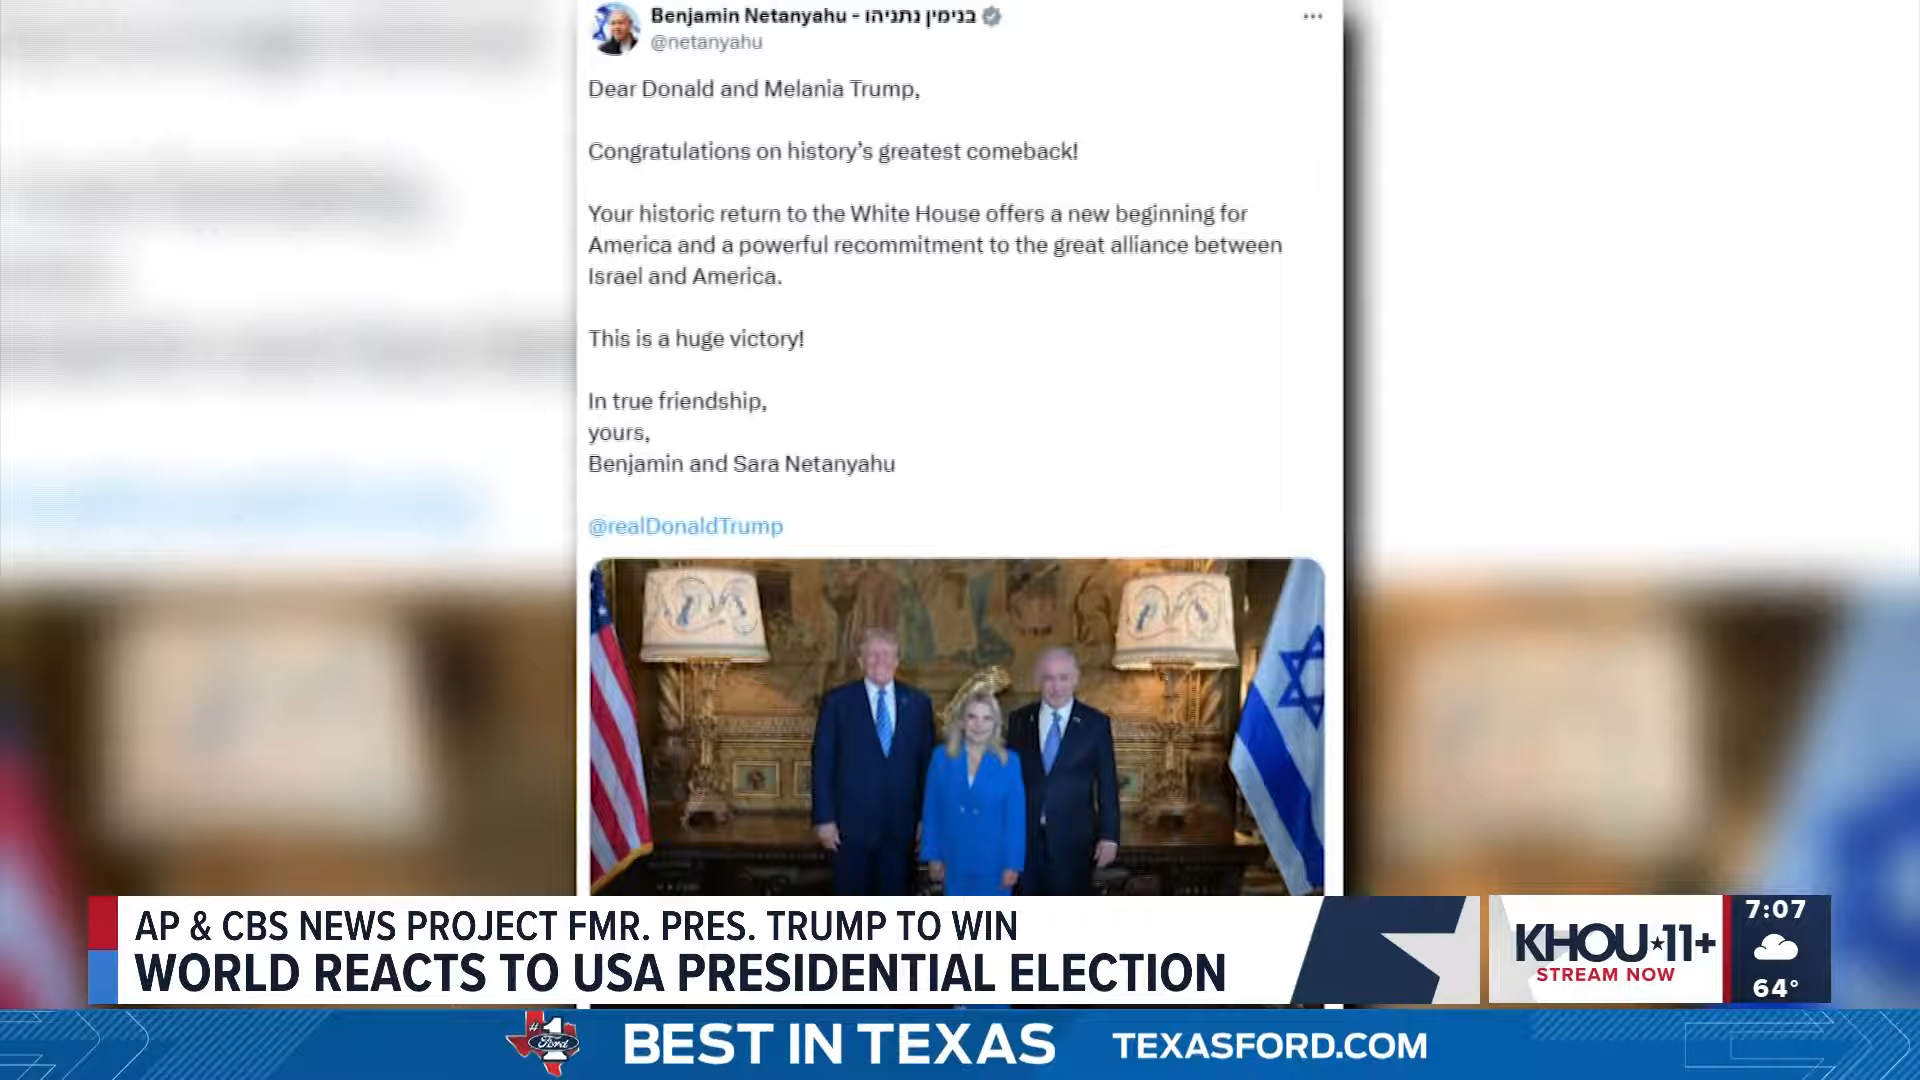 Benjamin Netanyahu - בנימין נתניהו
@netanyahu
Dear Donald and Melania Trump,
Congratulations on history’s greatest comeback!
Your historic return to the White House offers a new beginning for
America and a powerful recommitment to the great alliance between
Israel and America.
This is a huge victory!
In true friendship,
yours,
Benjamin and Sara Netanyahu
@realDonaldTrump
AP & CBS NEWS PROJECT FMR. PRES. TRUMP TO WIN
WORLD REACTS TO USA PRESIDENTIAL ELECTION
KHOU★11+
STREAM NOW
7:07
64°
#1
Ford
BEST IN TEXAS
TEXASFORD.COM